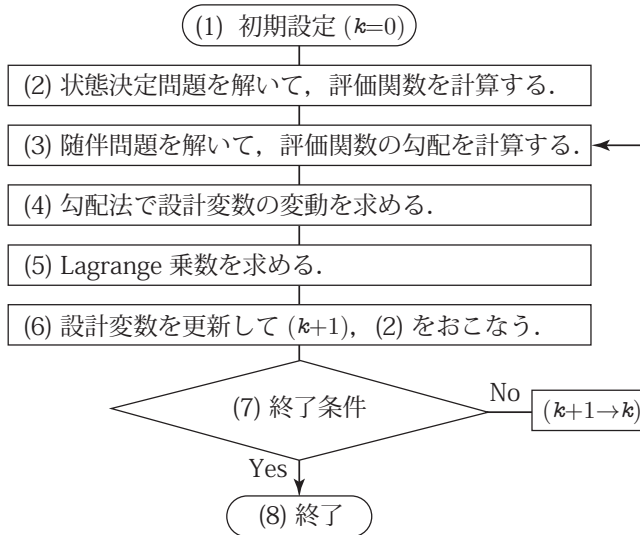 (1) 初期設定 (k=0)
(2) 状態決定問題を解いて，評価関数を計算する．
(3) 随伴問題を解いて，評価関数の勾配を計算する．
(4) 勾配法で設計変数の変動を求める．
(5) Lagrange 乗数を求める．
(6) 設計変数を更新して (k+1)，(2) をおこなう．
(7) 終了条件
No
(k+1→k)
Yes
(8) 終了